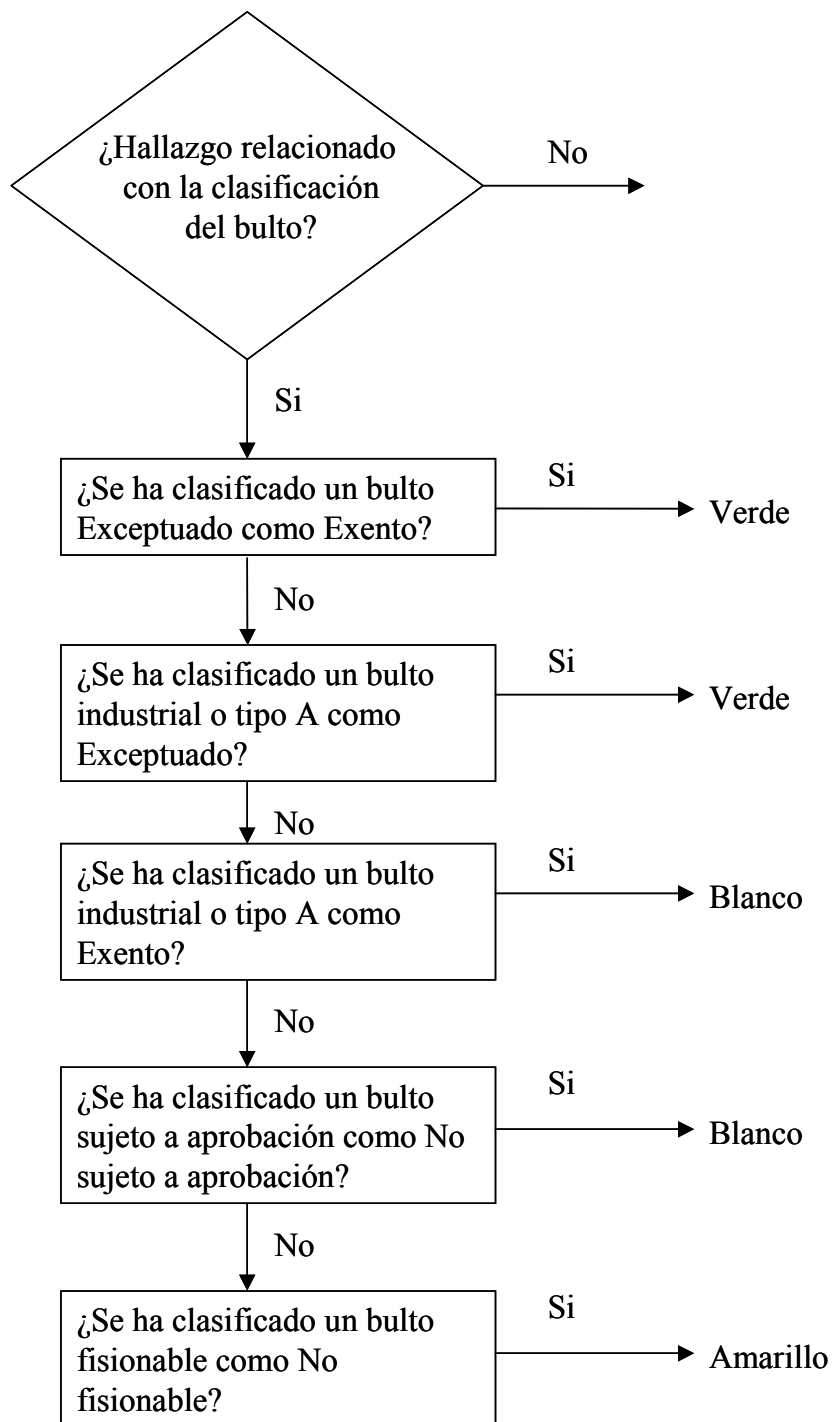 ¿Hallazgo relacionado
con la clasificación
del bulto?
No
Si
¿Se ha clasificado un bulto
Exceptuado como Exento?
Si
Verde
No
¿Se ha clasificado un bulto
industrial o tipo A como
Exceptuado?
Si
Verde
No
¿Se ha clasificado un bulto
industrial o tipo A como
Exento?
Si
Blanco
No
¿Se ha clasificado un bulto
sujeto a aprobación como No
sujeto a aprobación?
Si
Blanco
No
¿Se ha clasificado un bulto
fisionable como No
fisionable?
Si
Amarillo